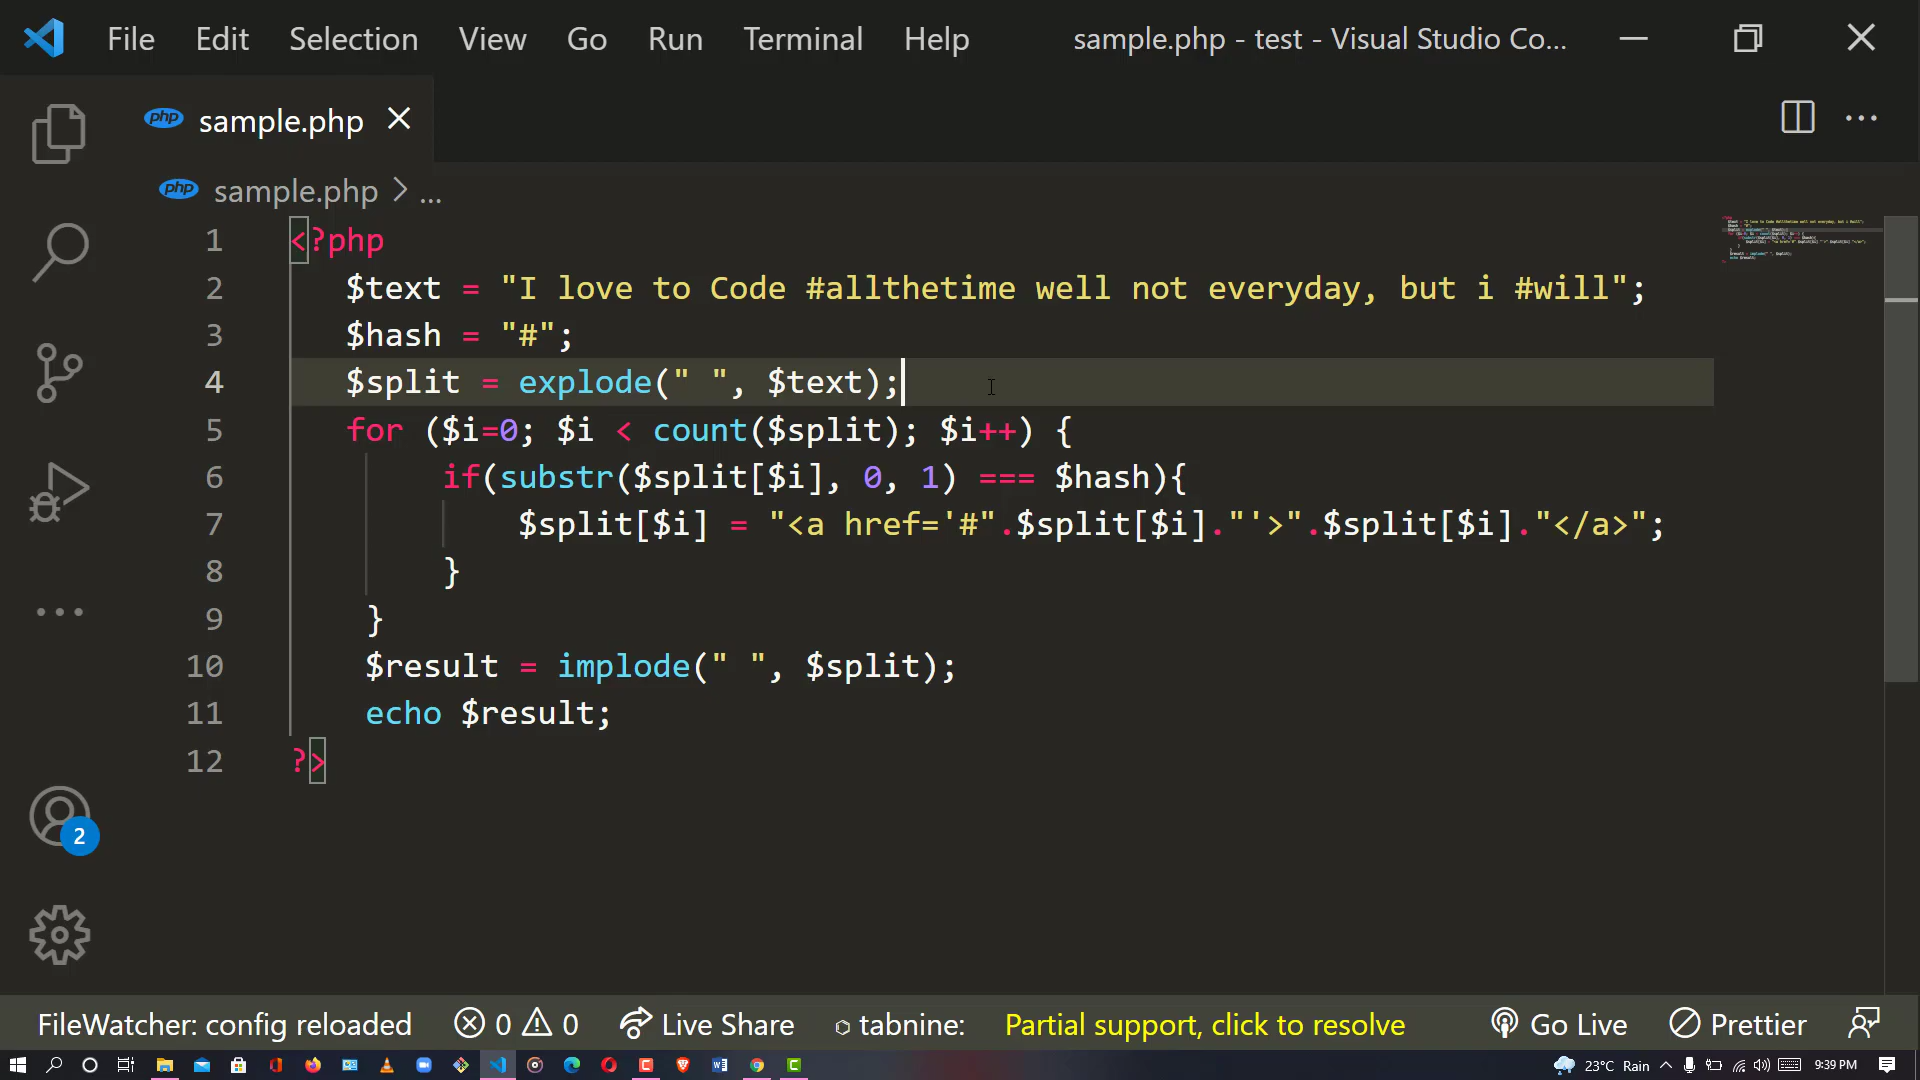 File Edit Selection View Go Run Terminal Help sample.php - test - Visual Studio Co...
php sample.php
php sample.php > ...
1 <?php
2 $text = "I love to Code #allthetime well not everyday, but i #will";
3 $hash = "#";
4 $split = explode(" ", $text);
5 for ($i=0; $i < count($split); $i++) {
6 if(substr($split[$i], 0, 1) === $hash){
7 $split[$i] = "<a href='#".$split[$i]."'>".$split[$i]."</a>";
8 }
9 }
10 $result = implode(" ", $split);
11 echo $result;
12 ?>
2
FileWatcher: config reloaded 0 0 Live Share tabnine: Partial support, click to resolve Go Live Prettier
23°C Rain 9:39 PM